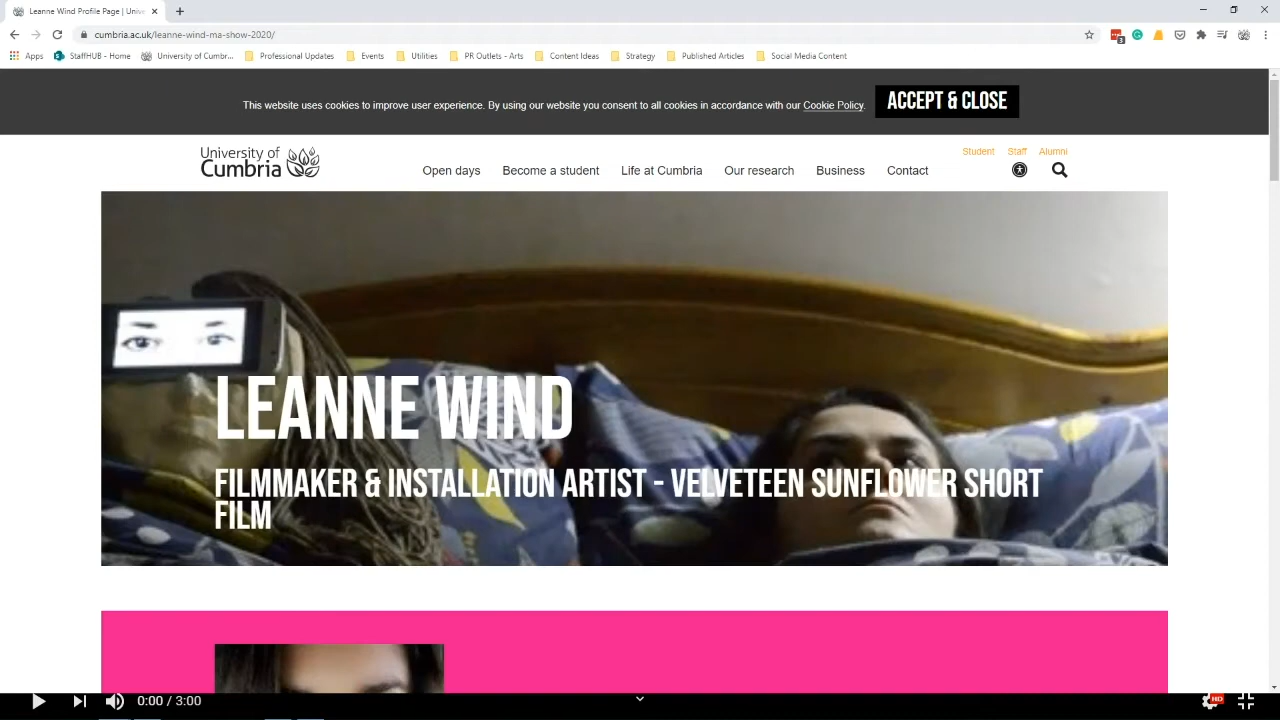 Leanne Wind Profile Page | Unive
cumbria.ac.uk/leanne-wind-ma-show-2020/
3
Apps StaffHUB - Home University of Cumbr... Professional Updates Events Utilities PR Outlets - Arts Content Ideas Strategy Published Articles Social Media Content
This website uses cookies to improve user experience. By using our website you consent to all cookies in accordance with our Cookie Policy. ACCEPT & CLOSE
Student Staff Alumni
University of
Cumbria
Open days Become a student Life at Cumbria Our research Business Contact
LEANNE WIND
FILMMAKER & INSTALLATION ARTIST - VELVETEEN SUNFLOWER SHORT
FILM
0:00 / 3:00
HD